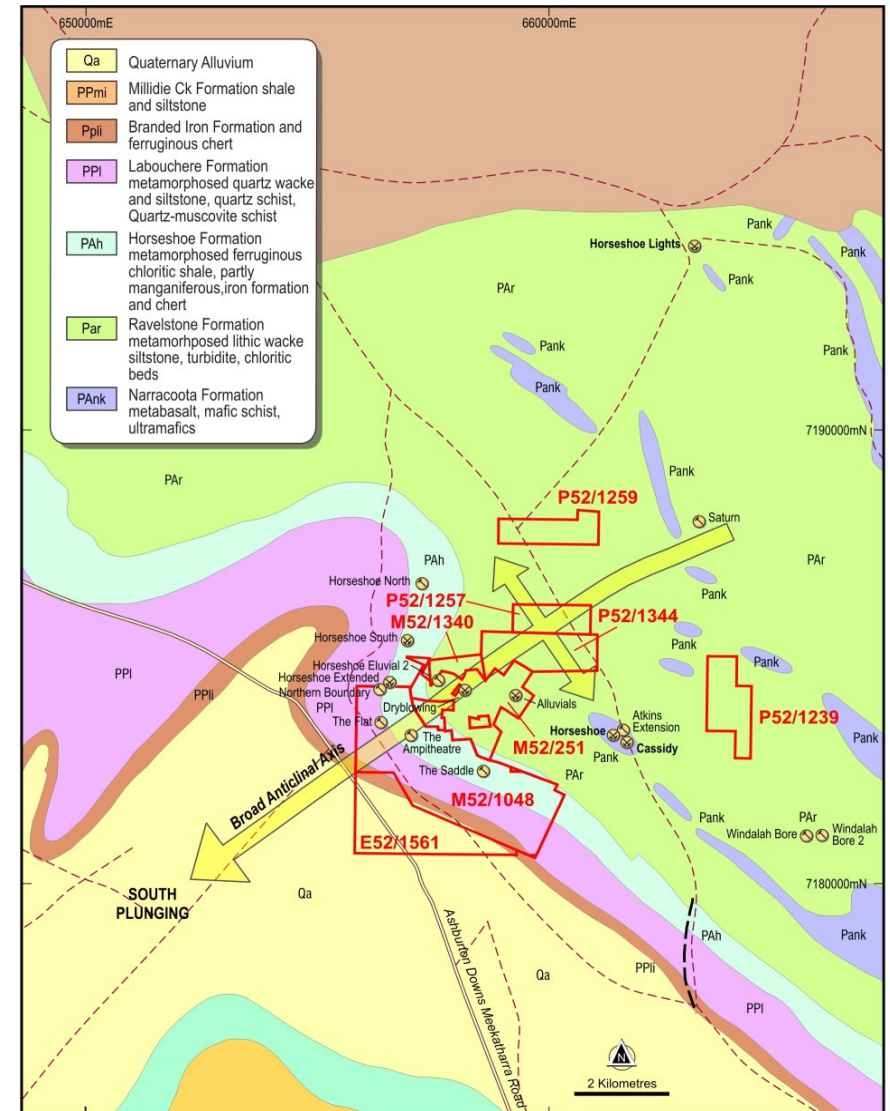 650000mE
660000mE
Qa
Quaternary Alluvium
PPmi
Millidie Ck Formation shale
and siltstone
Ppli
Branded Iron Formation and
ferruginous chert
PPl
Labouchere Formation
metamorphosed quartz wacke
and siltstone, quartz schist,
Quartz-muscovite schist
PAh
Horseshoe Formation
metamorphosed ferruginous
chloritic shale, partly
manganiferous,iron formation
and chert
Par
Ravelstone Formation
metamorhposed lithic wacke
siltstone, turbidite, chloritic
beds
PAnk
Narracoota Formation
metabasalt, mafic schist,
ultramafics
Pank
Horseshoe Lights
Pank
Pank
PAr
Pank
Pank
Pank
7190000mN
Pank
PAr
P52/1259
Saturn
PAr
PAh
Horseshoe North
Pank
P52/1257
M52/1340
P52/1344
Pank
Horseshoe South
Pank
Pank
Horseshoe Eluvial 2
Horseshoe Extended
Northern Boundary
PPl
PPli
PPl
Dryblowing
Alluvials
The Flat
Atkins
Extension
P52/1239
Horseshoe
Cassidy
Pank
The
Ampitheatre
M52/251
Pank
Broad Anticlinal Axis
The Saddle
PAr
M52/1048
Pank
PAr
Windalah Bore
Windalah
Bore 2
E52/1561
SOUTH
PLUNGING
Qa
7180000mN
Ashburton Downs Meekatharra Road
PAh
Pank
Qa
PPli
PPl
N
2 Kilometres